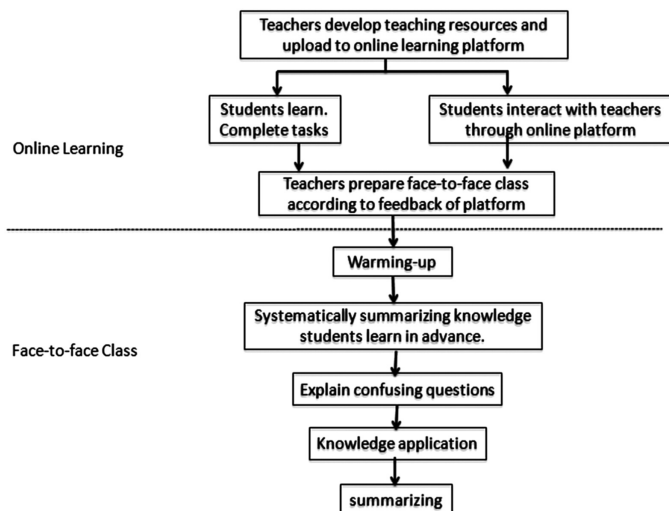 Teachers develop teaching resources and
upload to online learning platform
Students learn.
Complete tasks
Students interact with teachers
through online platform
Online Learning
Teachers prepare face-to-face class
according to feedback of platform
Warming-up
Systematically summarizing knowledge
students learn in advance.
Face-to-face Class
Explain confusing questions
Knowledge application
summarizing